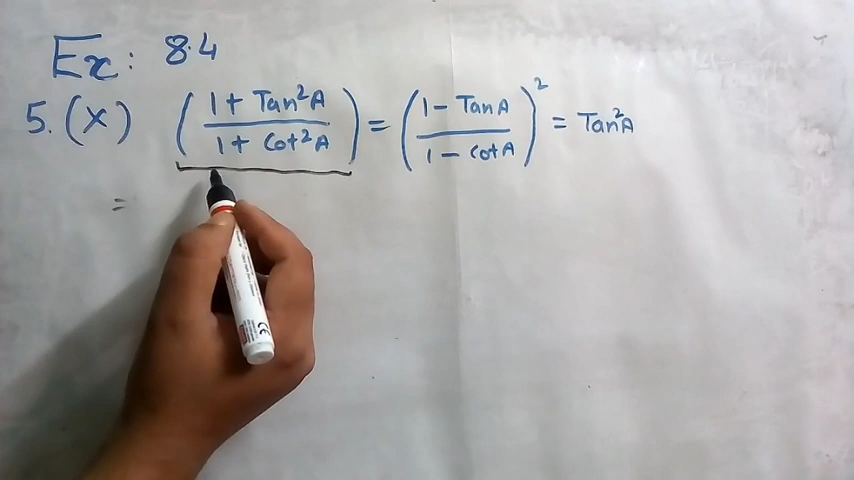 Ex: 8.4
5. (x) (1 + Tan²A / 1 + Cot²A) = (1 - TanA / 1 - CotA)² = Tan²A
=